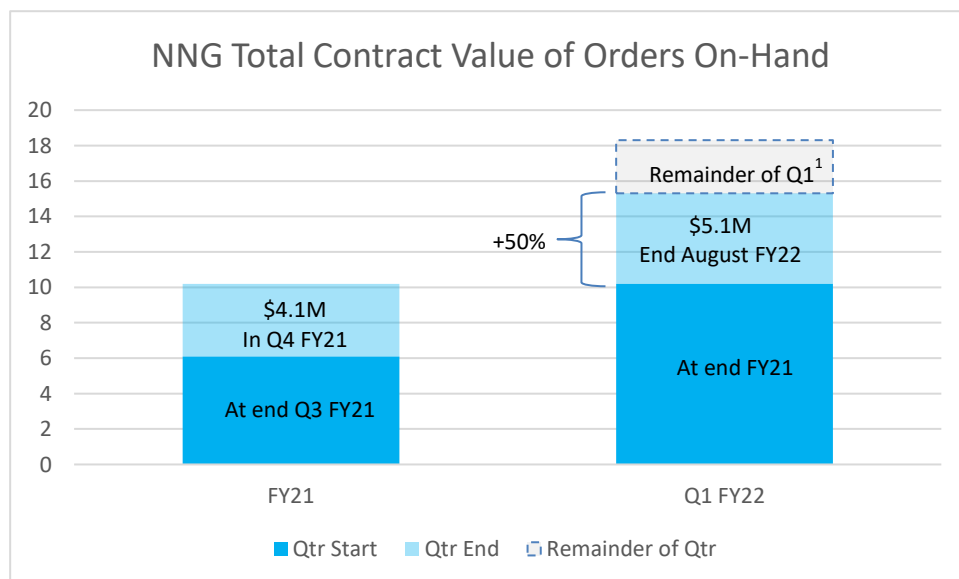 NNG Total Contract Value of Orders On-Hand
20
18
16
14
12
10
8
6
4
2
0
Remainder of Q1¹
+50%
$5.1M
End August FY22
$4.1M
In Q4 FY21
At end FY21
At end Q3 FY21
FY21
Q1 FY22
Qtr Start
Qtr End
Remainder of Qtr